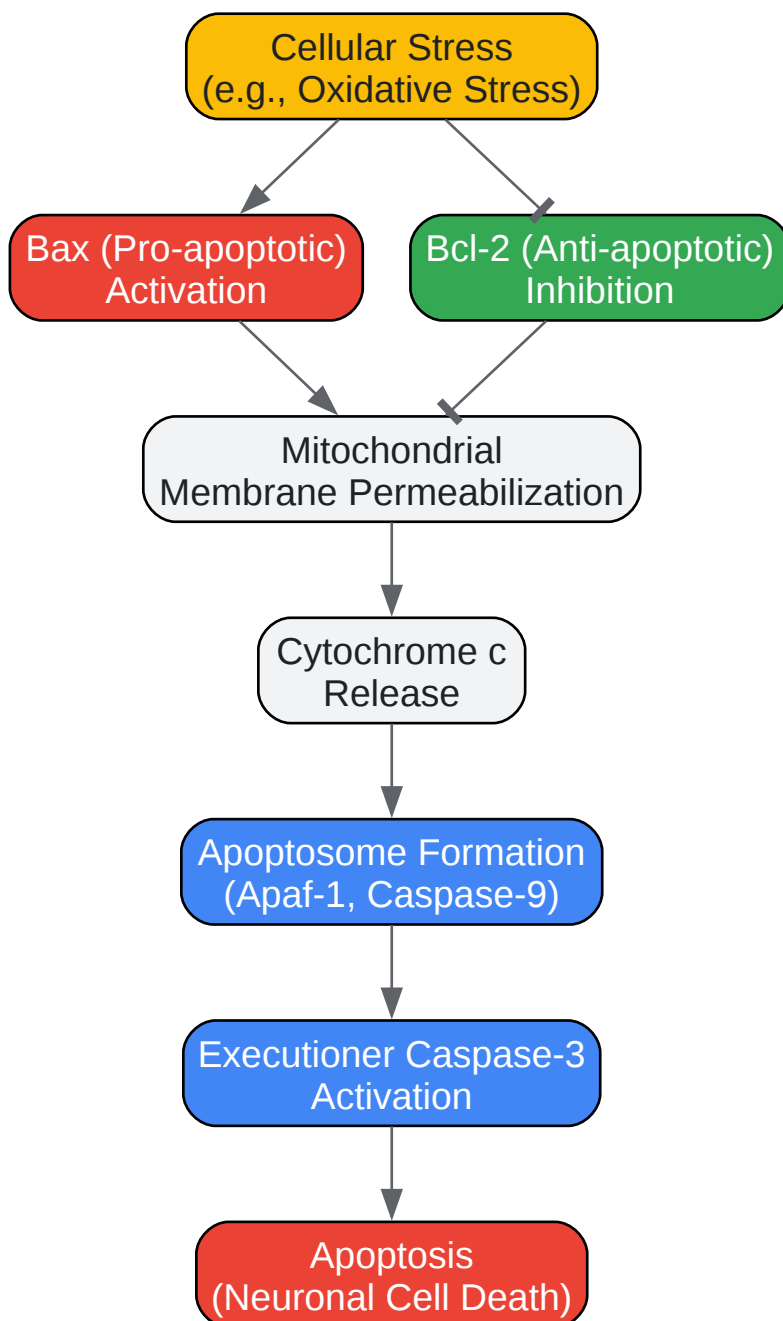 Cellular Stress
(e.g., Oxidative Stress)
Bax (Pro-apoptotic)
Activation
Bcl-2 (Anti-apoptotic)
Inhibition
Mitochondrial
Membrane Permeabilization
Cytochrome c
Release
Apoptosome Formation
(Apaf-1, Caspase-9)
Executioner Caspase-3
Activation
Apoptosis
(Neuronal Cell Death)